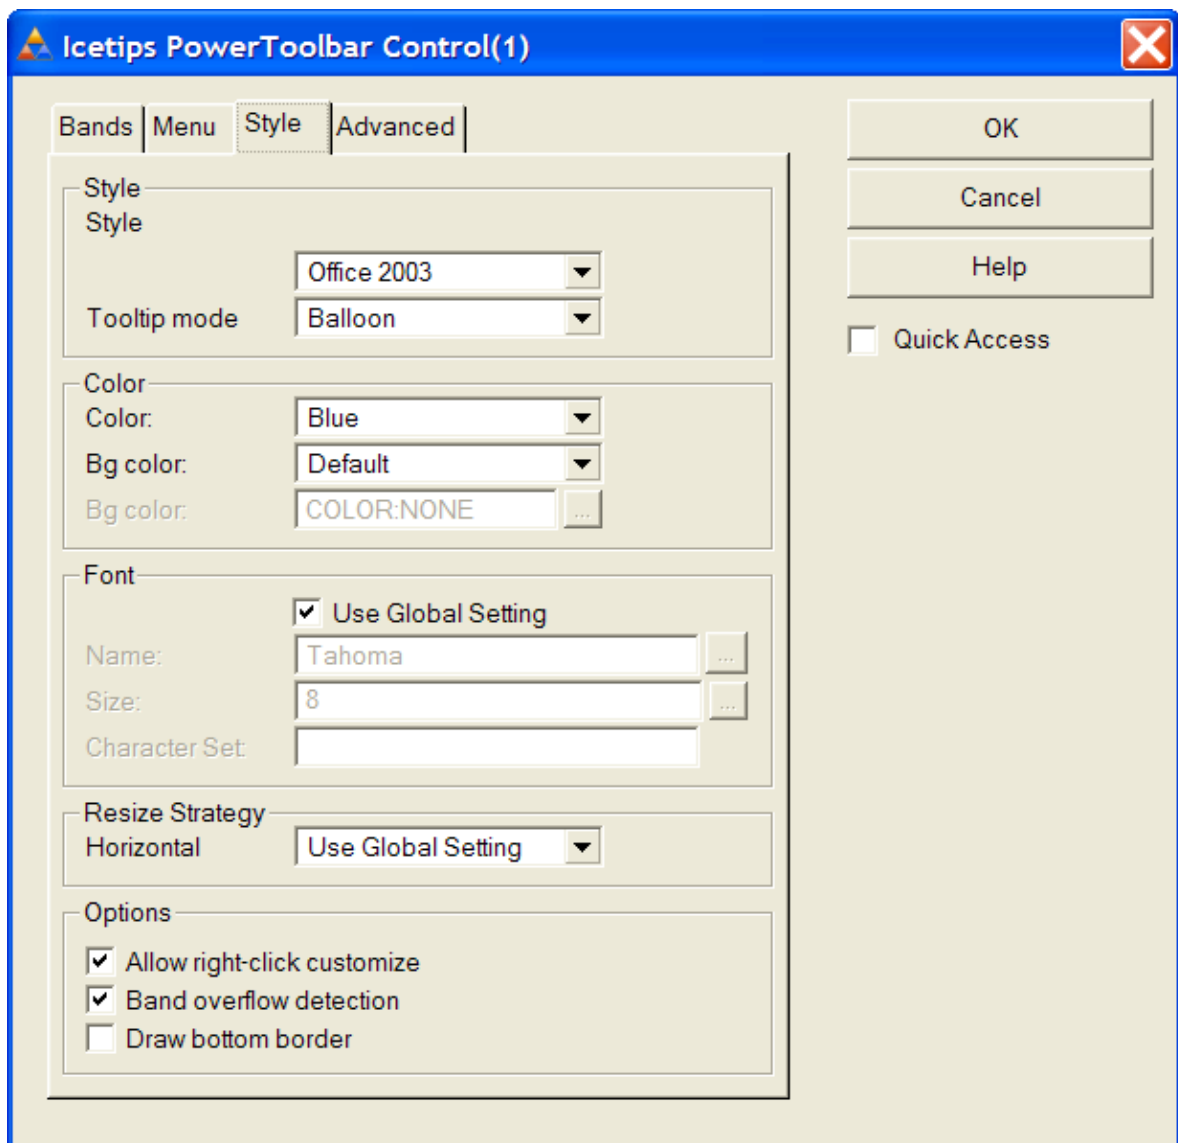 Icetips PowerToolbar Control(1)
Bands Menu Style Advanced
OK
Cancel
Help
Quick Access
Style
Style
Office 2003
Tooltip mode Balloon
Color
Color: Blue
Bg color: Default
Bg color: COLOR:NONE ...
Font
Use Global Setting
Name: Tahoma ...
Size: 8 ...
Character Set:
Resize Strategy
Horizontal Use Global Setting
Options
Allow right-click customize
Band overflow detection
Draw bottom border